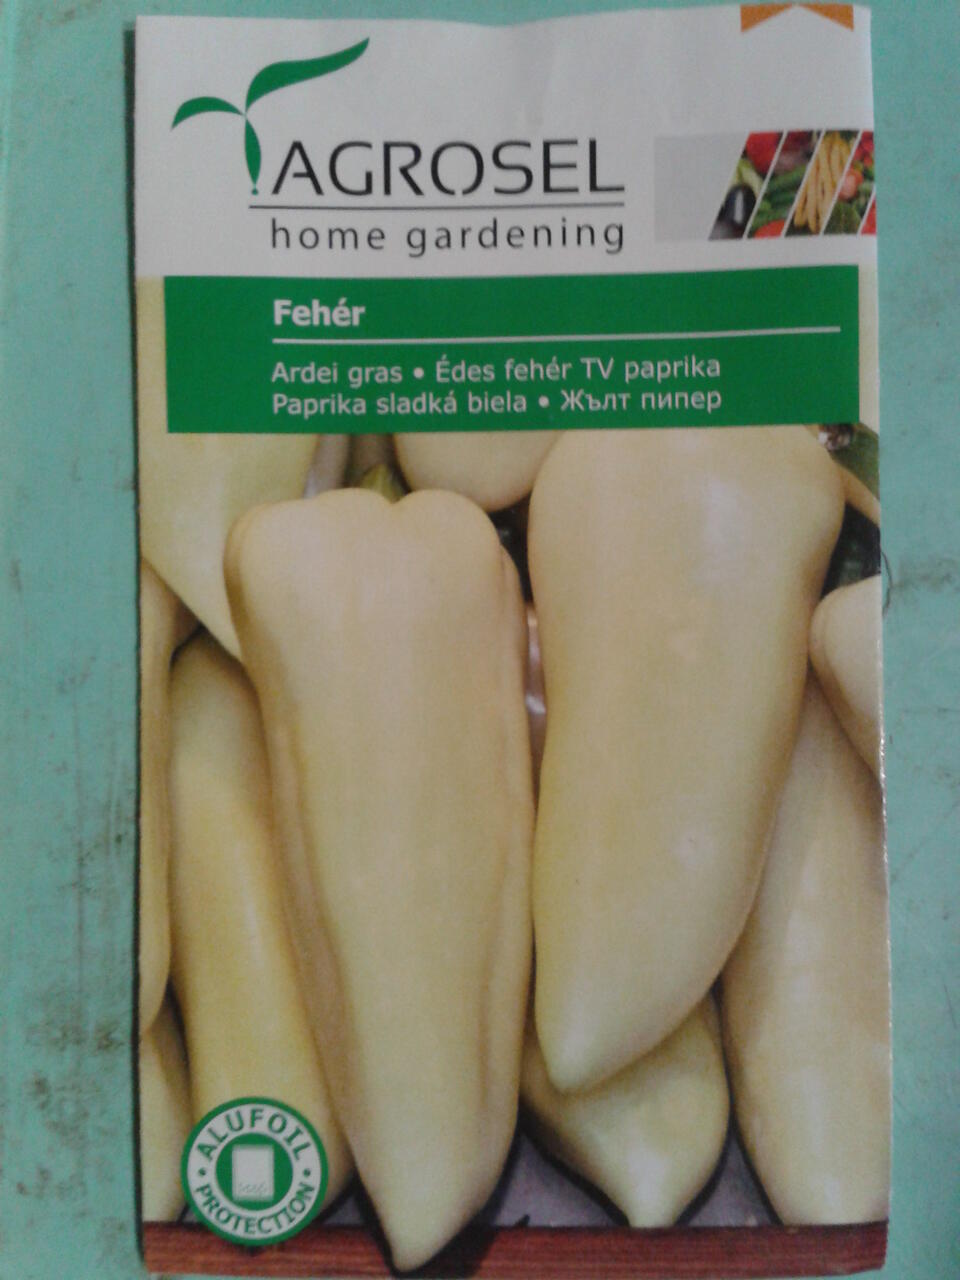 AGROSEL
home gardening
Fehér
Ardei gras • Édes fehér TV paprika
Paprika sladká biela • Жълт пипер
ALUFOIL
• PROTECTION •